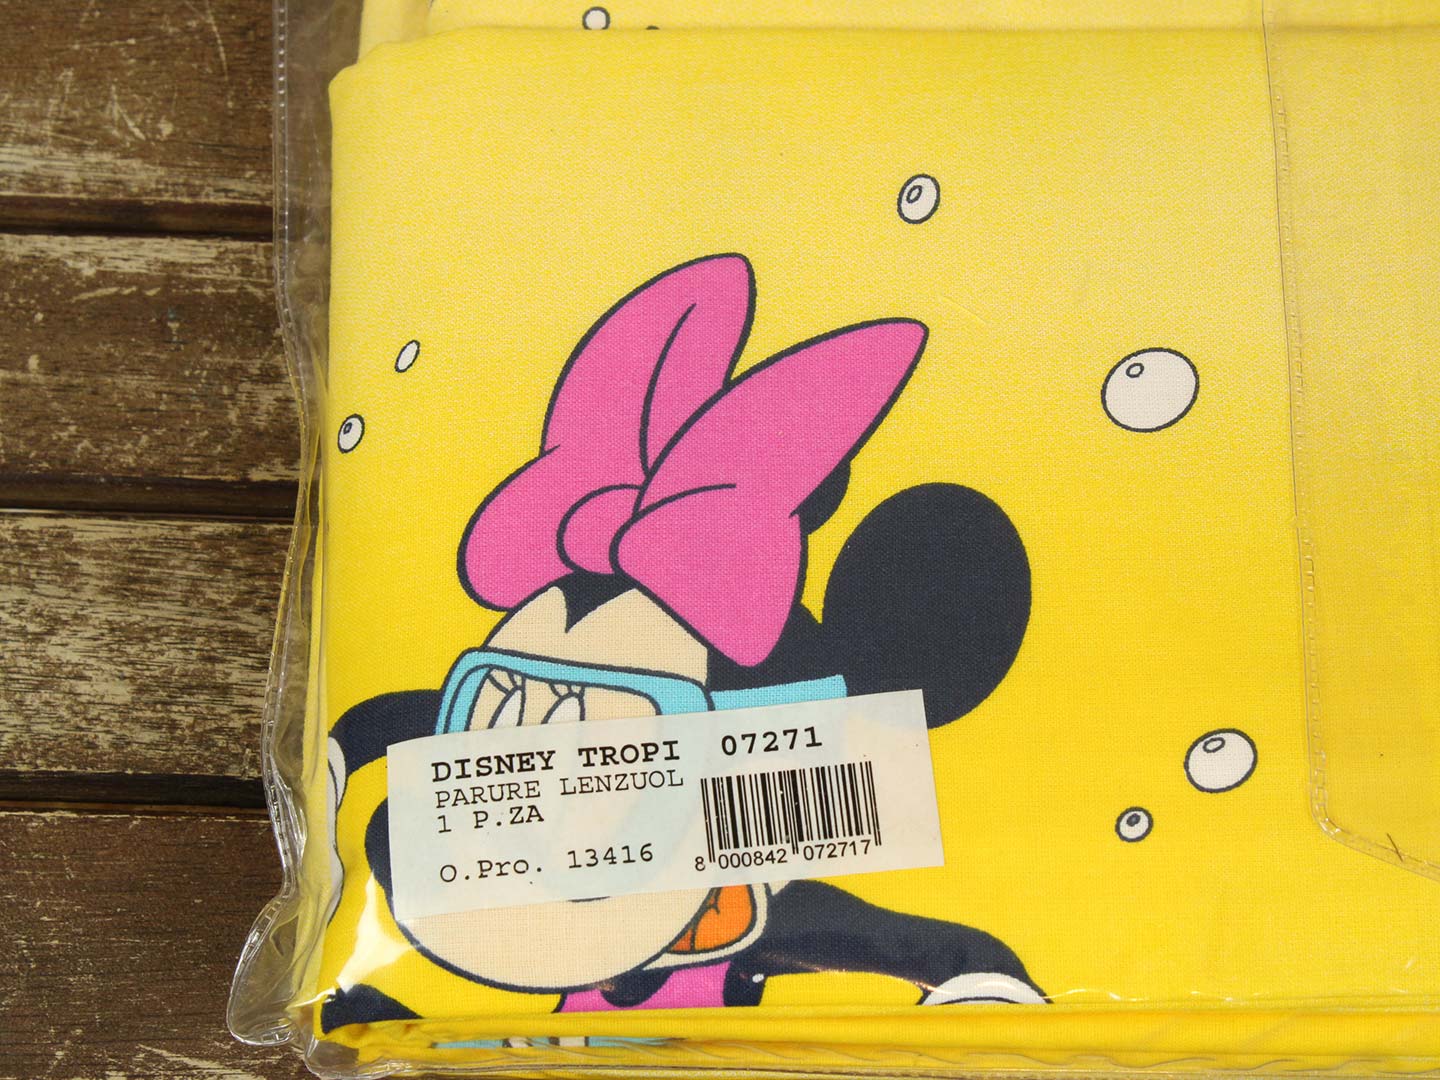 DISNEY TROPI 07271
PARURE LENZUOL
1 P.ZA
O.Pro. 13416
8 000842 072717